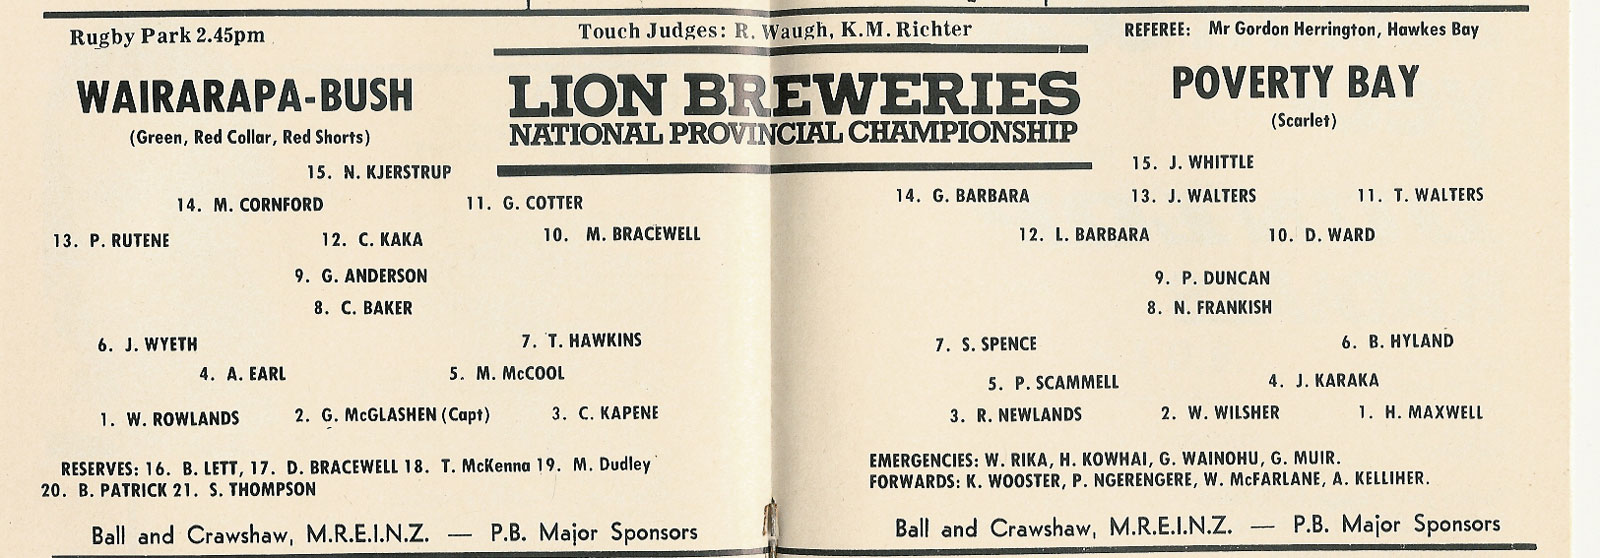 Rugby Park 2.45pm
Touch Judges: R. Waugh, K.M. Richter
REFEREE: Mr Gordon Herrington, Hawkes Bay
WAIRARAPA-BUSH
(Green, Red Collar, Red Shorts)
LION BREWERIES
NATIONAL PROVINCIAL CHAMPIONSHIP
POVERTY BAY
(Scarlet)
15. N. KJERSTRUP
14. M. CORNFORD 11. G. COTTER
13. P. RUTENE 12. C. KAKA 10. M. BRACEWELL
9. G. ANDERSON
8. C. BAKER
6. J. WYETH 7. T. HAWKINS
4. A. EARL 5. M. McCOOL
1. W. ROWLANDS 2. G. McGLASHEN (Capt) 3. C. KAPENE
RESERVES: 16. B. LETT, 17. D. BRACEWELL 18. T. McKenna 19. M. Dudley
20. B. PATRICK 21. S. THOMPSON
Ball and Crawshaw, M.R.E.I.N.Z. — P.B. Major Sponsors
15. J. WHITTLE
14. G. BARBARA 13. J. WALTERS 11. T. WALTERS
12. L. BARBARA 10. D. WARD
9. P. DUNCAN
8. N. FRANKISH
7. S. SPENCE 6. B. HYLAND
5. P. SCAMMELL 4. J. KARAKA
3. R. NEWLANDS 2. W. WILSHER 1. H. MAXWELL
EMERGENCIES: W. RIKA, H. KOWHAI, G. WAINOHU, G. MUIR.
FORWARDS: K. WOOSTER, P. NGERENGERE, W. McFARLANE, A. KELLIHER.
Ball and Crawshaw, M.R.E.I.N.Z. — P.B. Major Sponsors